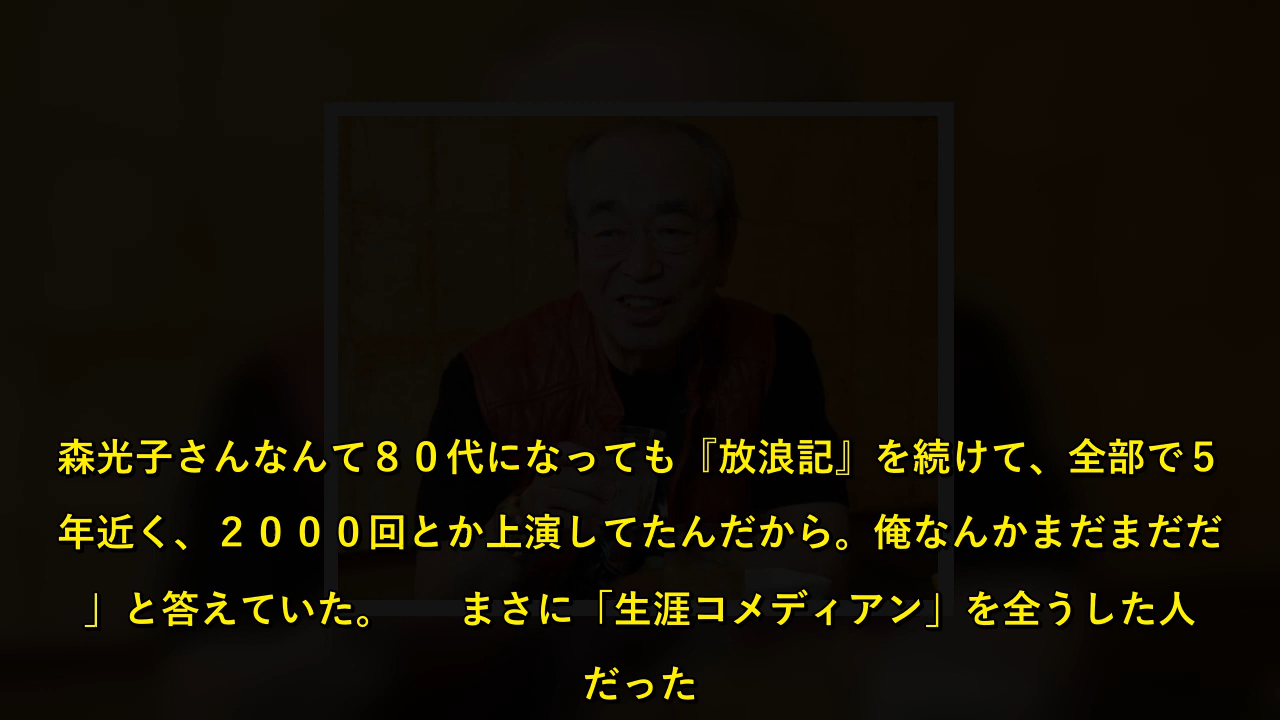 森光子さんなんて８０代になっても『放浪記』を続けて、全部で５
年近く、２０００回とか上演してたんだから。俺なんかまだまだだ
」と答えていた。　　まさに「生涯コメディアン」を全うした人
だった